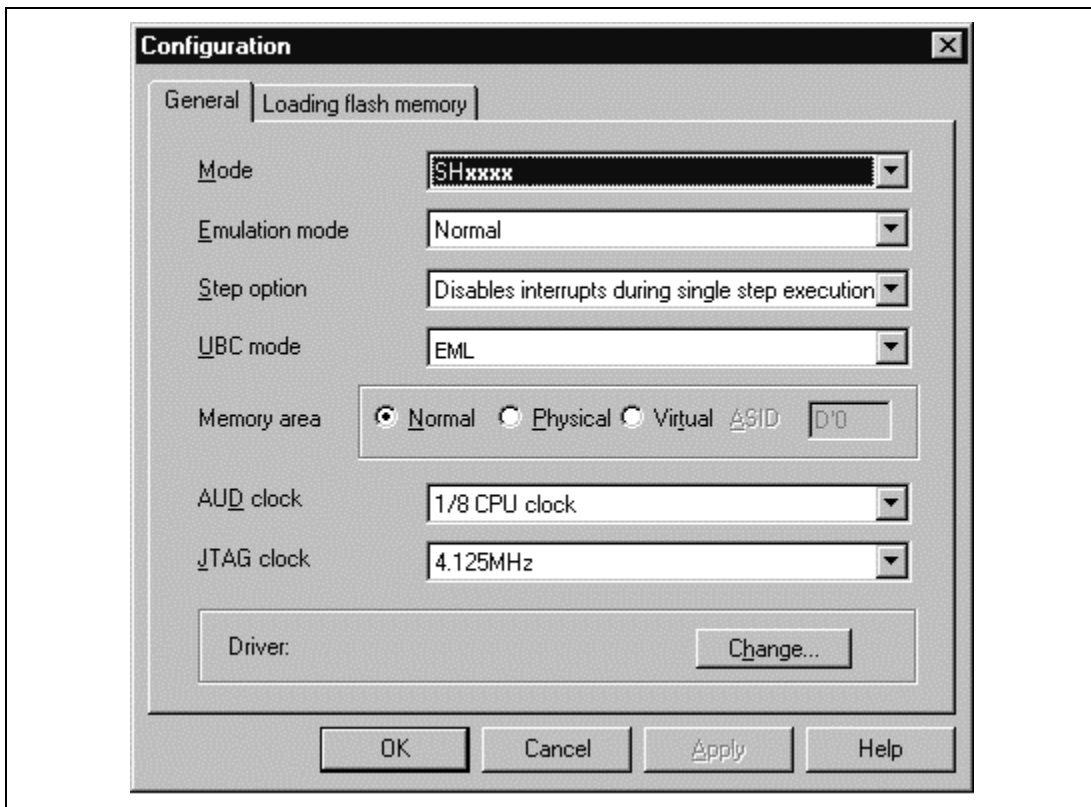 Configuration
General Loading flash memory
Mode SHxxxx
Emulation mode Normal
Step option Disables interrupts during single step execution
UBC mode EML
Memory area Normal Physical Virtual ASID D'0
AUD clock 1/8 CPU clock
JTAG clock 4.125MHz
Driver: Change...
OK Cancel Apply Help